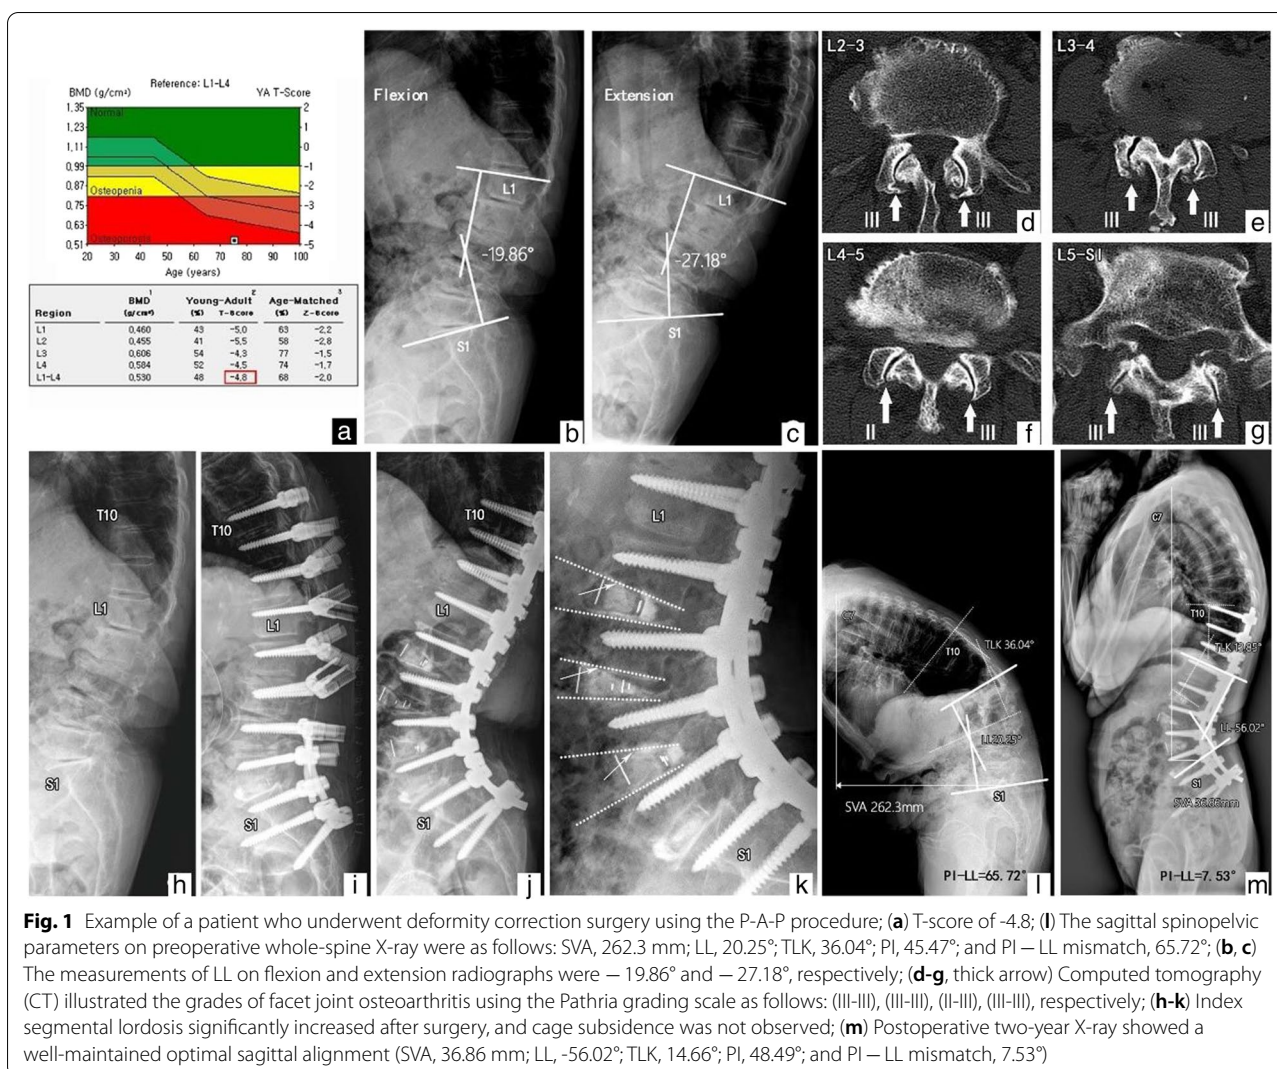 Reference: L1-L4
BMD (g/cm²) YA T-Score
1,35 2
Normal
1,23 1
1,11 0
0,99 -1
0,87 -2
Osteopenia
0,75 -3
0,63 -4
Osteoporosis
0,51 -5
20 30 40 50 60 70 80 90 100
Age (years)
BMD 1 Young-Adult 2 Age-Matched 3
Region (g/cm²) (%) T-Score (%) Z-Score
L1 0,460 43 -5,0 63 -2,2
L2 0,455 41 -5,5 58 -2,8
L3 0,606 54 -4,3 77 -1,5
L4 0,584 52 -4,5 74 -1,7
L1-L4 0,530 48 -4,8 68 -2,0
a
Flexion
L1
-19.86°
S1
b
Extension
L1
-27.18°
S1
c
L2-3
III III
d
L3-4
III III
e
L4-5
II III
f
L5-S1
III III
g
T10
L1
S1
h
T10
L1
S1
i
T10
L1
S1
j
L1
S1
k
C7
T10
TLK 36.04°
LL20.25°
S1
SVA 262.3mm
PI-LL=65.72°
l
C7
T10
LL-56.02°
S1
SVA 36.86mm
PI-LL=7.53°
m
Fig. 1 Example of a patient who underwent deformity correction surgery using the P-A-P procedure; (a) T-score of -4.8; (l) The sagittal spinopelvic
parameters on preoperative whole-spine X-ray were as follows: SVA, 262.3 mm; LL, 20.25°; TLK, 36.04°; PI, 45.47°; and PI − LL mismatch, 65.72°; (b, c)
The measurements of LL on flexion and extension radiographs were − 19.86° and − 27.18°, respectively; (d-g, thick arrow) Computed tomography
(CT) illustrated the grades of facet joint osteoarthritis using the Pathria grading scale as follows: (III-III), (III-III), (II-III), (III-III), respectively; (h-k) Index
segmental lordosis significantly increased after surgery, and cage subsidence was not observed; (m) Postoperative two-year X-ray showed a
well-maintained optimal sagittal alignment (SVA, 36.86 mm; LL, -56.02°; TLK, 14.66°; PI, 48.49°; and PI − LL mismatch, 7.53°)